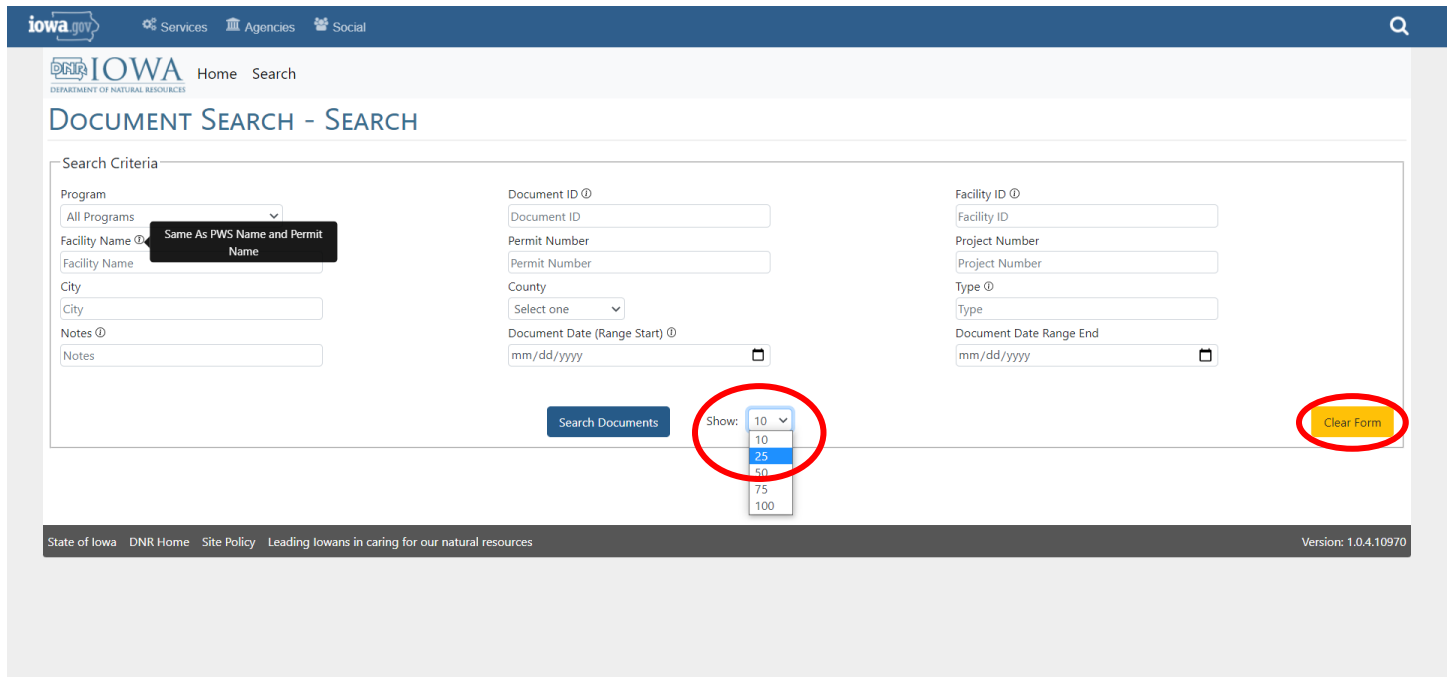 iowa.gov Services Agencies Social
DNR IOWA Home Search
DEPARTMENT OF NATURAL RESOURCES
DOCUMENT SEARCH - SEARCH
Search Criteria
Program
All Programs
Document ID
Document ID
Facility ID
Facility ID
Facility Name
Same As PWS Name and Permit
Name
Facility Name
Permit Number
Permit Number
Project Number
Project Number
City
City
County
Select one
Type
Type
Notes
Notes
Document Date (Range Start)
mm/dd/yyyy
Document Date Range End
mm/dd/yyyy
Search Documents Show: 10 Clear Form
10
25
50
75
100
State of Iowa DNR Home Site Policy Leading Iowans in caring for our natural resources Version: 1.0.4.10970